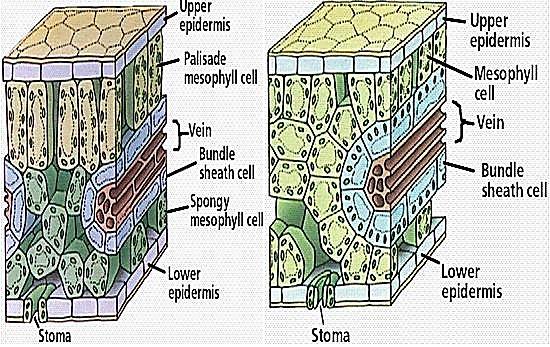 Upper
epidermis
Palisade
mesophyll cell
Vein
Bundle
sheath cell
Spongy
mesophyll cell
Lower
epidermis
Stoma
Upper
epidermis
Mesophyll
cell
Vein
Bundle
sheath cell
Lower
epidermis
Stoma